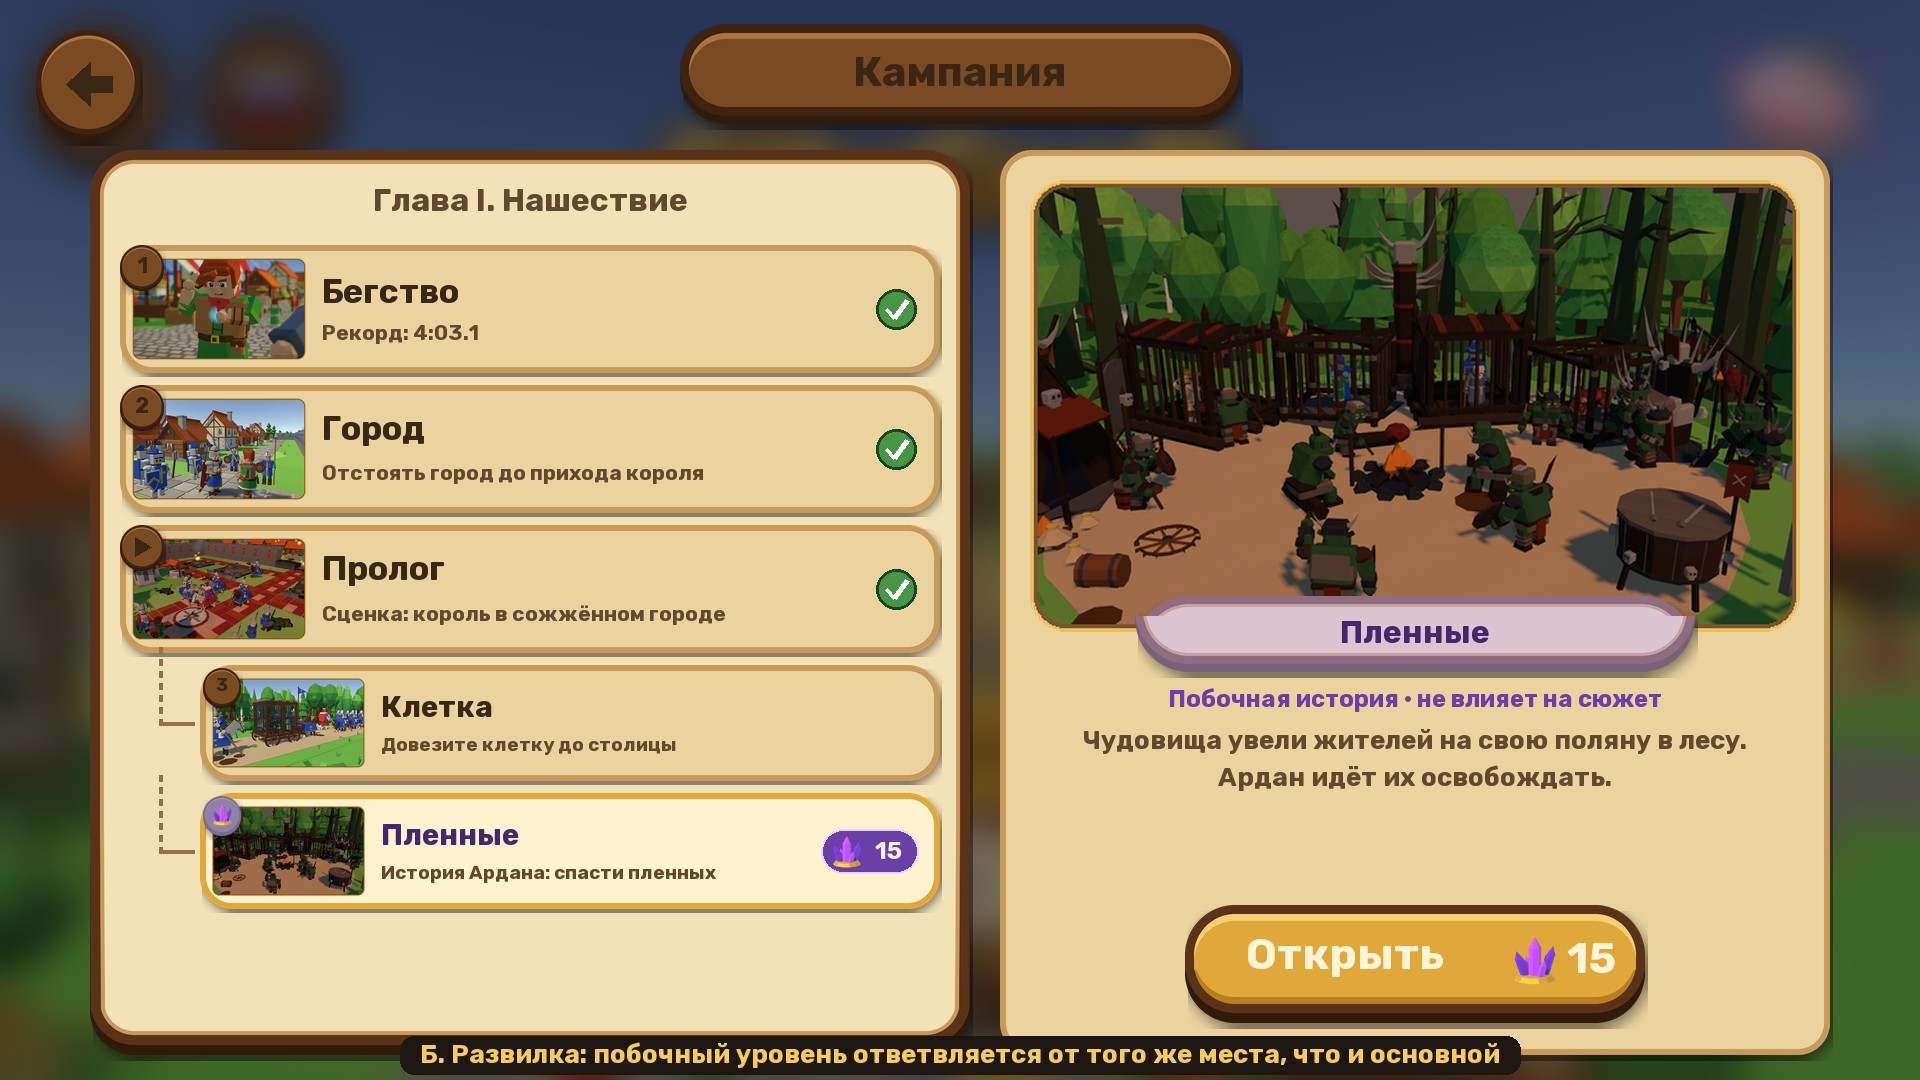 Кампания
Глава I. Нашествие
1
Бегство
Рекорд: 4:03.1
2
Город
Отстоять город до прихода короля
Пролог
Сценка: король в сожжённом городе
3
Клетка
Довезите клетку до столицы
Пленные
История Ардана: спасти пленных
15
Пленные
Побочная история • не влияет на сюжет
Чудовища увели жителей на свою поляну в лесу.
Ардан идёт их освобождать.
Открыть 15
Б. Развилка: побочный уровень ответвляется от того же места, что и основной